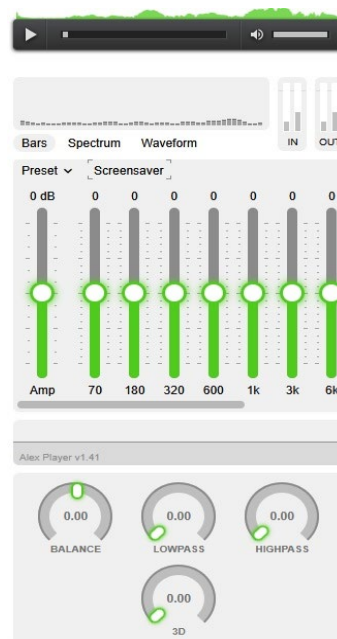 IN OUT
Bars Spectrum Waveform
Preset Screensaver
0 dB 0 0 0 0 0 0 0
Amp 70 180 320 600 1k 3k 6k
Alex Player v1.41
0.00 0.00 0.00
BALANCE LOWPASS HIGHPASS
0.00
3D